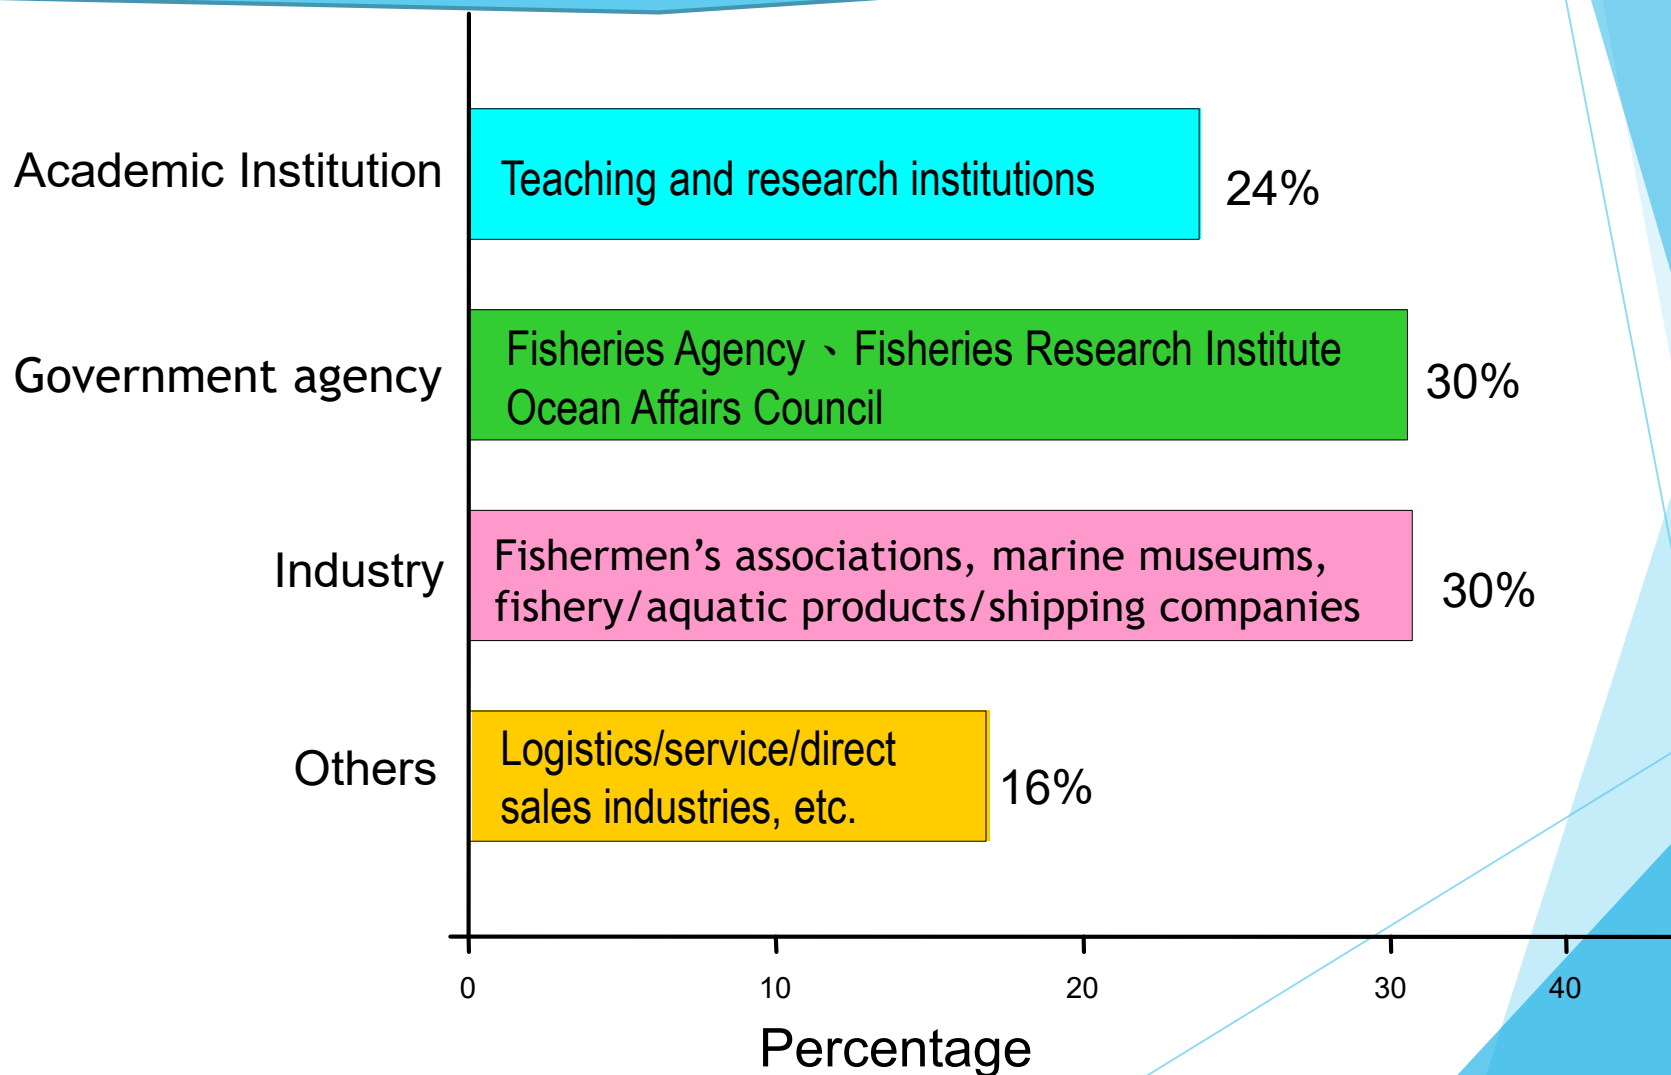 Academic Institution
Teaching and research institutions
24%
Government agency
Fisheries Agency、Fisheries Research Institute
Ocean Affairs Council
30%
Industry
Fishermen’s associations, marine museums,
fishery/aquatic products/shipping companies
30%
Others
Logistics/service/direct
sales industries, etc.
16%
0 10 20 30 40
Percentage